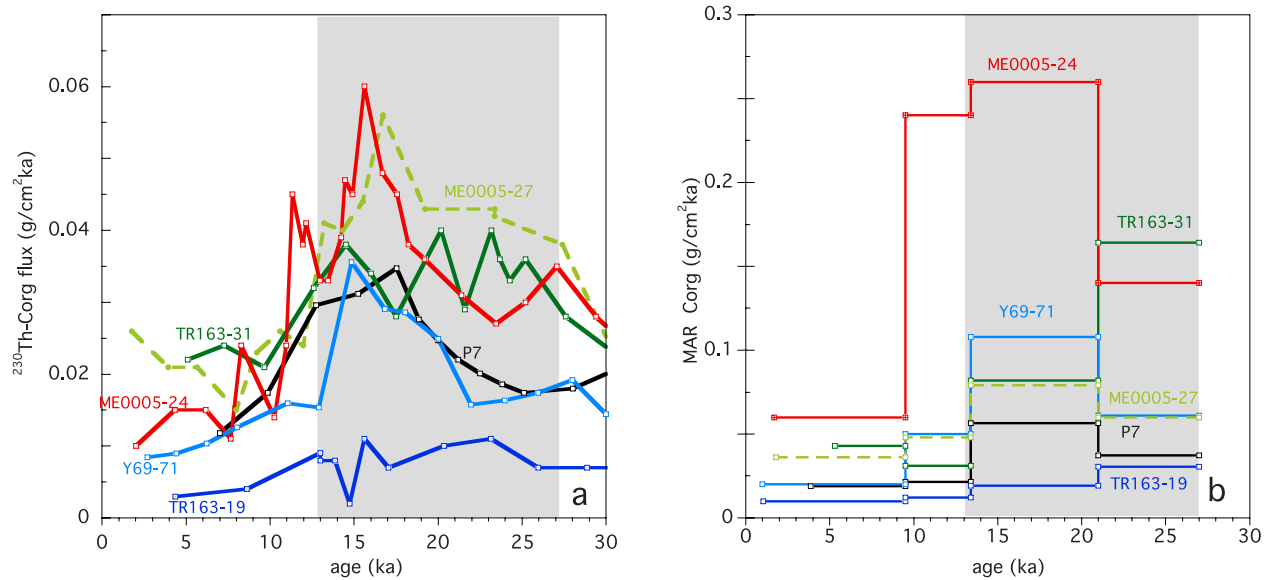 0.06
0.04
0.02
0
²³⁰Th-Corg flux (g/cm²ka)
ME0005-27
TR163-31
P7
ME0005-24
Y69-71
TR163-19
a
0 5 10 15 20 25 30
age (ka)
0.3
0.2
0.1
0
MAR Corg (g/cm²ka)
ME0005-24
TR163-31
Y69-71
ME0005-27
P7
TR163-19
b
0 5 10 15 20 25 30
age (ka)